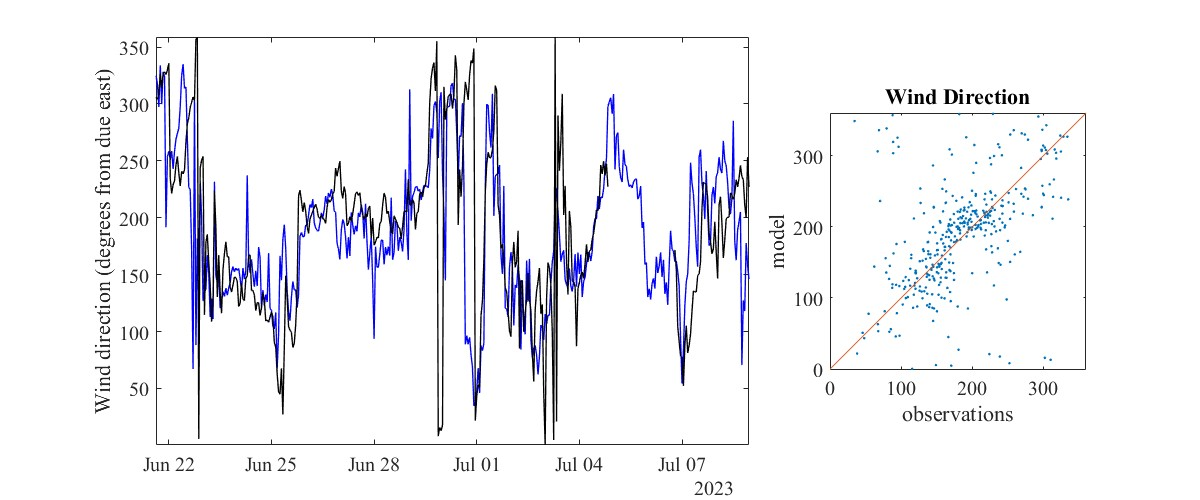 Wind direction (degrees from due east)
350
300
250
200
150
100
50
Jun 22
Jun 25
Jun 28
Jul 01
Jul 04
Jul 07
2023
Wind Direction
model
300
200
100
0
0
100
200
300
observations